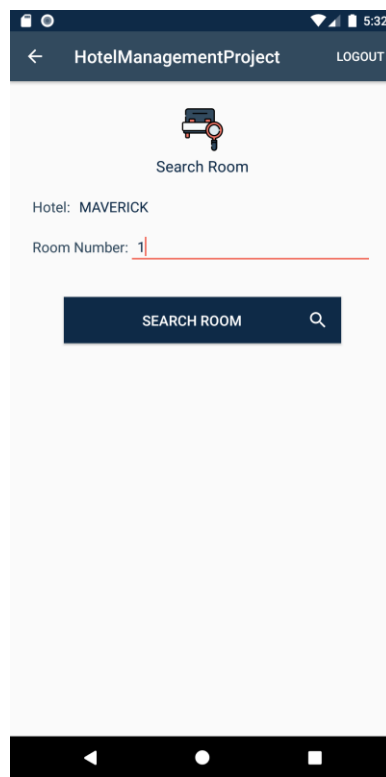 5:32
HotelManagementProject LOGOUT
Search Room
Hotel: MAVERICK
Room Number: 1
SEARCH ROOM